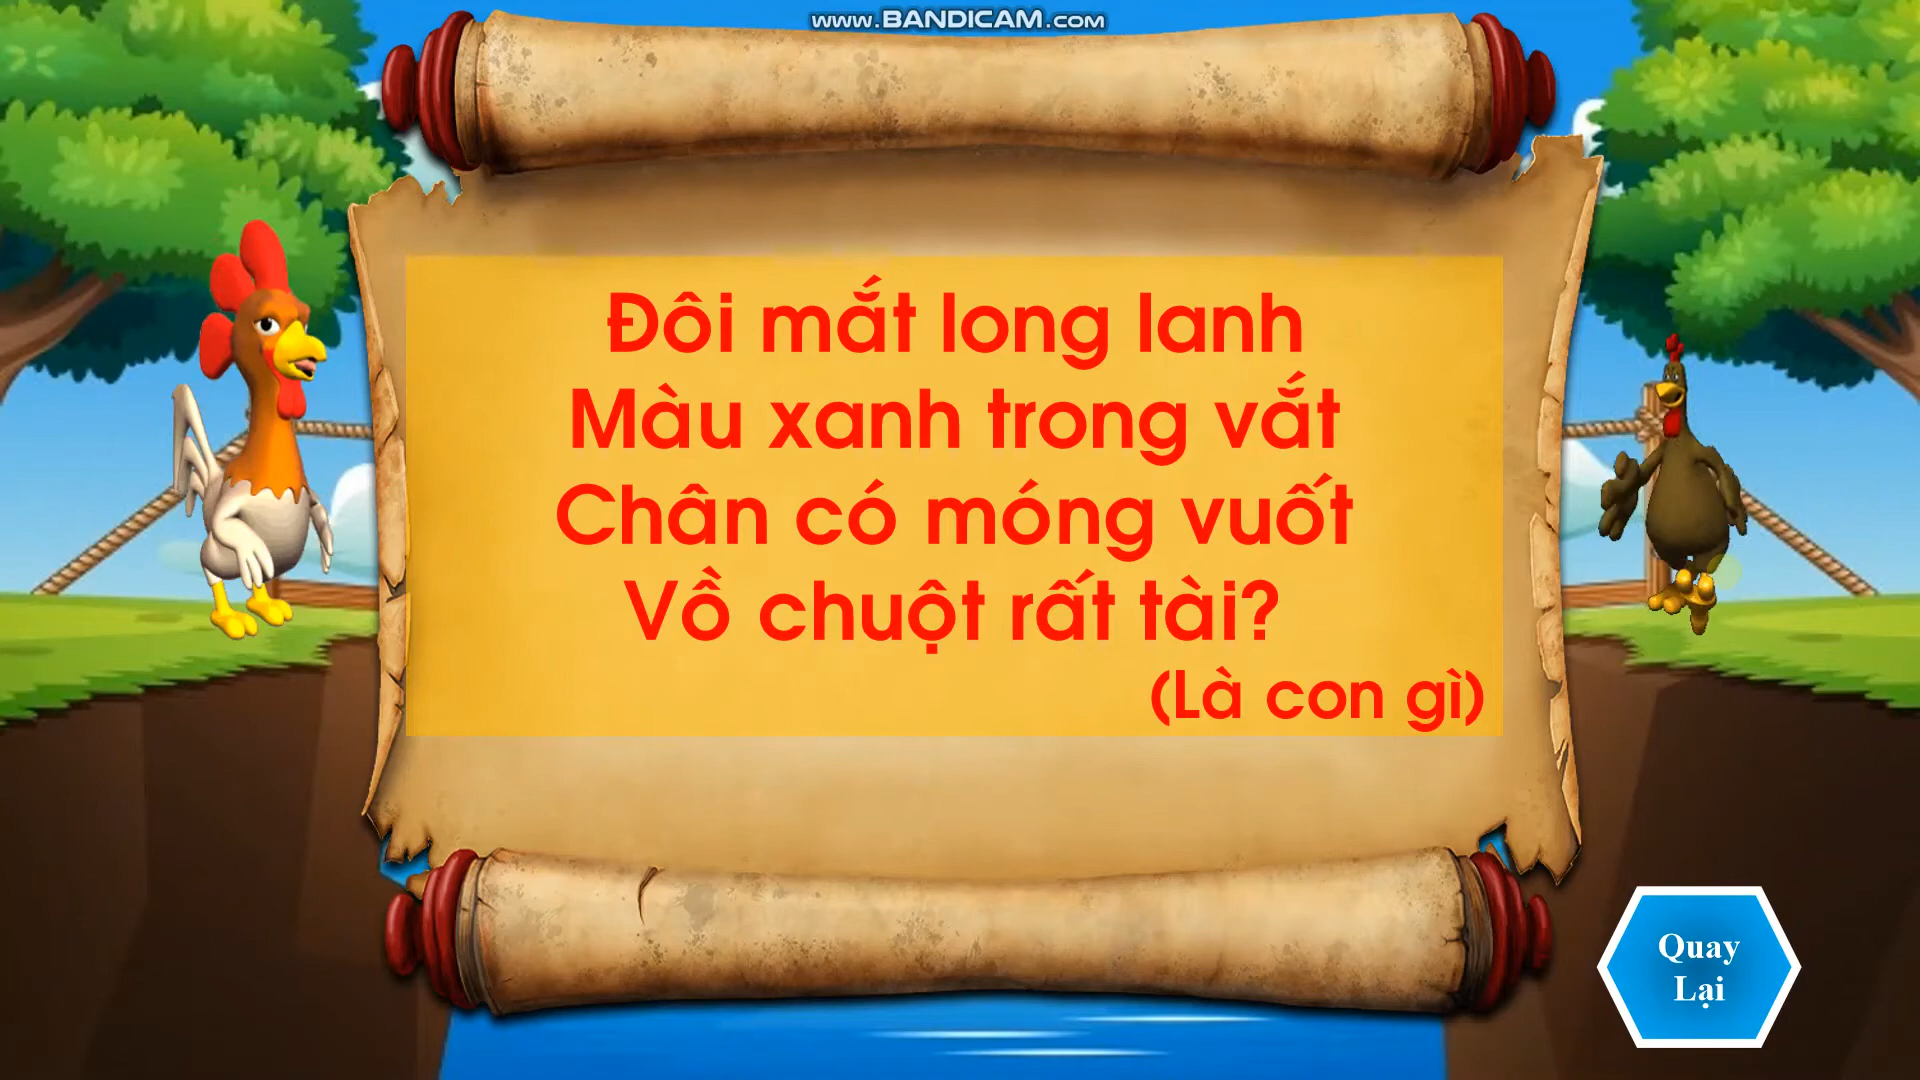 www.BANDICAM.com
Đôi mắt long lanh
Màu xanh trong vắt
Chân có móng vuốt
Vồ chuột rất tài?
(Là con gì)
Quay
Lại